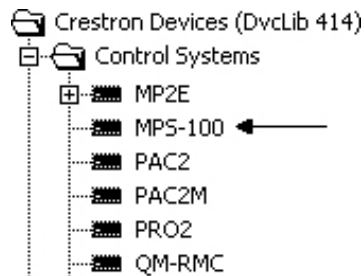 Crestron Devices (DvcLib 414)
Control Systems
MP2E
MPS-100
PAC2
PAC2M
PRO2
QM-RMC